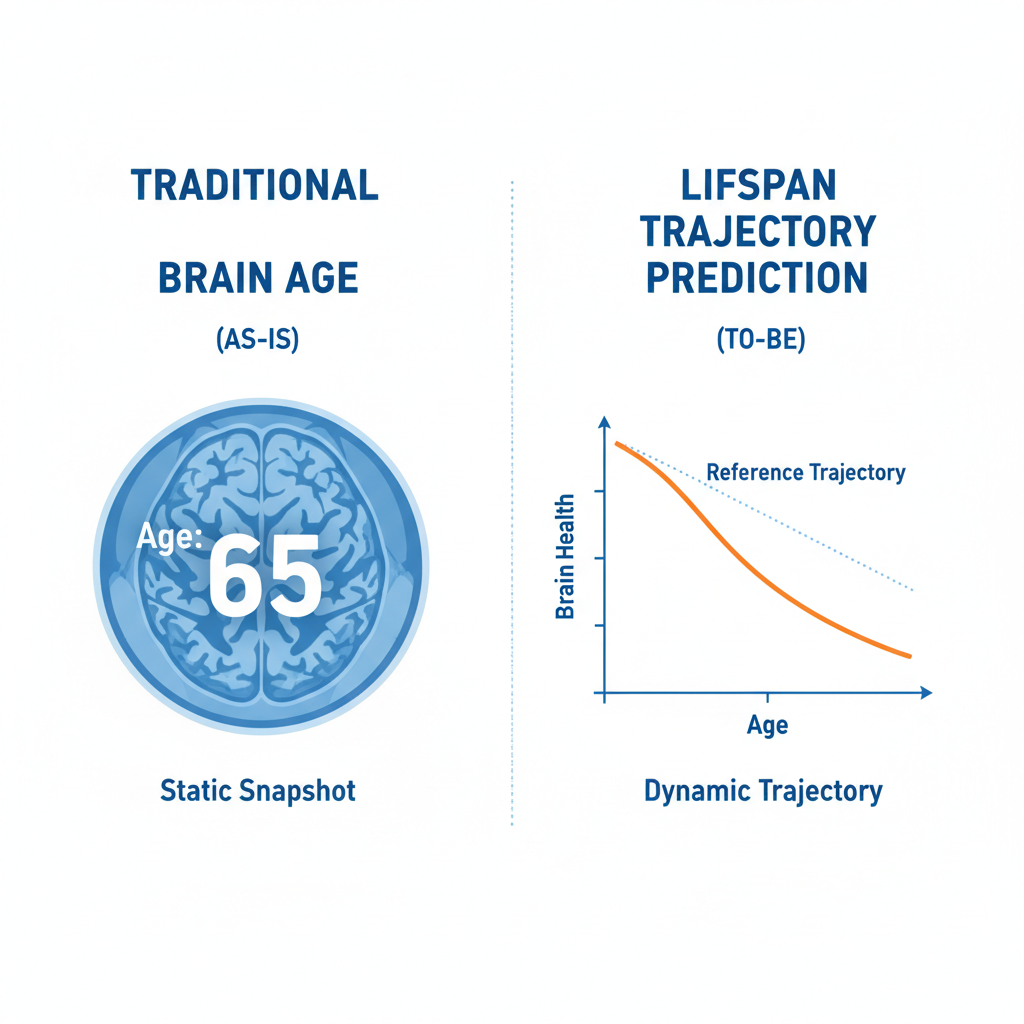 TRADITIONAL
BRAIN AGE
(AS-IS)
Age:
65
Static Snapshot
LIFSPAN
TRAJECTORY
PREDICTION
(TO-BE)
Reference Trajectory
Brain Health
Age
Dynamic Trajectory